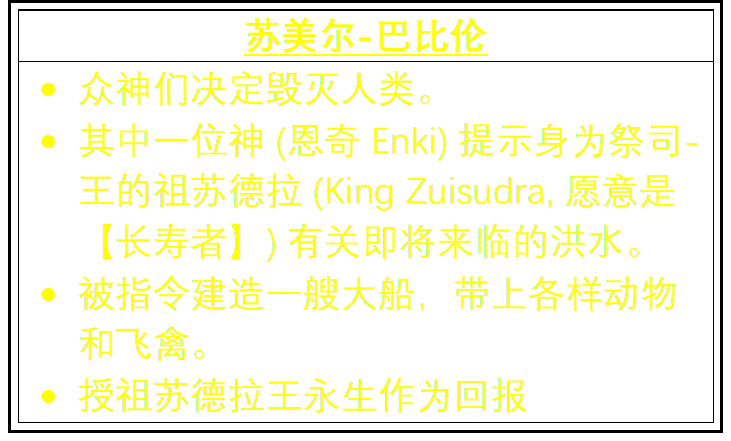 苏美尔-巴比伦
• 众神们决定毁灭人类。
• 其中一位神 (恩奇 Enki) 提示身为祭司-
王的祖苏德拉 (King Zuisudra, 愿意是
【长寿者】) 有关即将来临的洪水。
• 被指令建造一艘大船，带上各样动物
和飞禽。
• 授祖苏德拉王永生作为回报